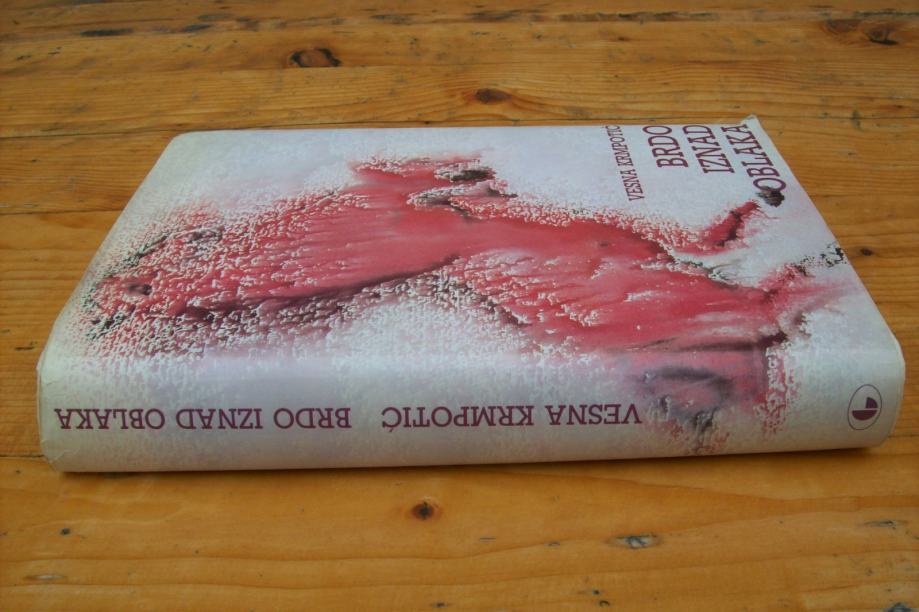 VESNA KRMPOTIĆ
BRDO
IZNAD
OBLAKA
VESNA KRMPOTIĆ BRDO IZNAD OBLAKA